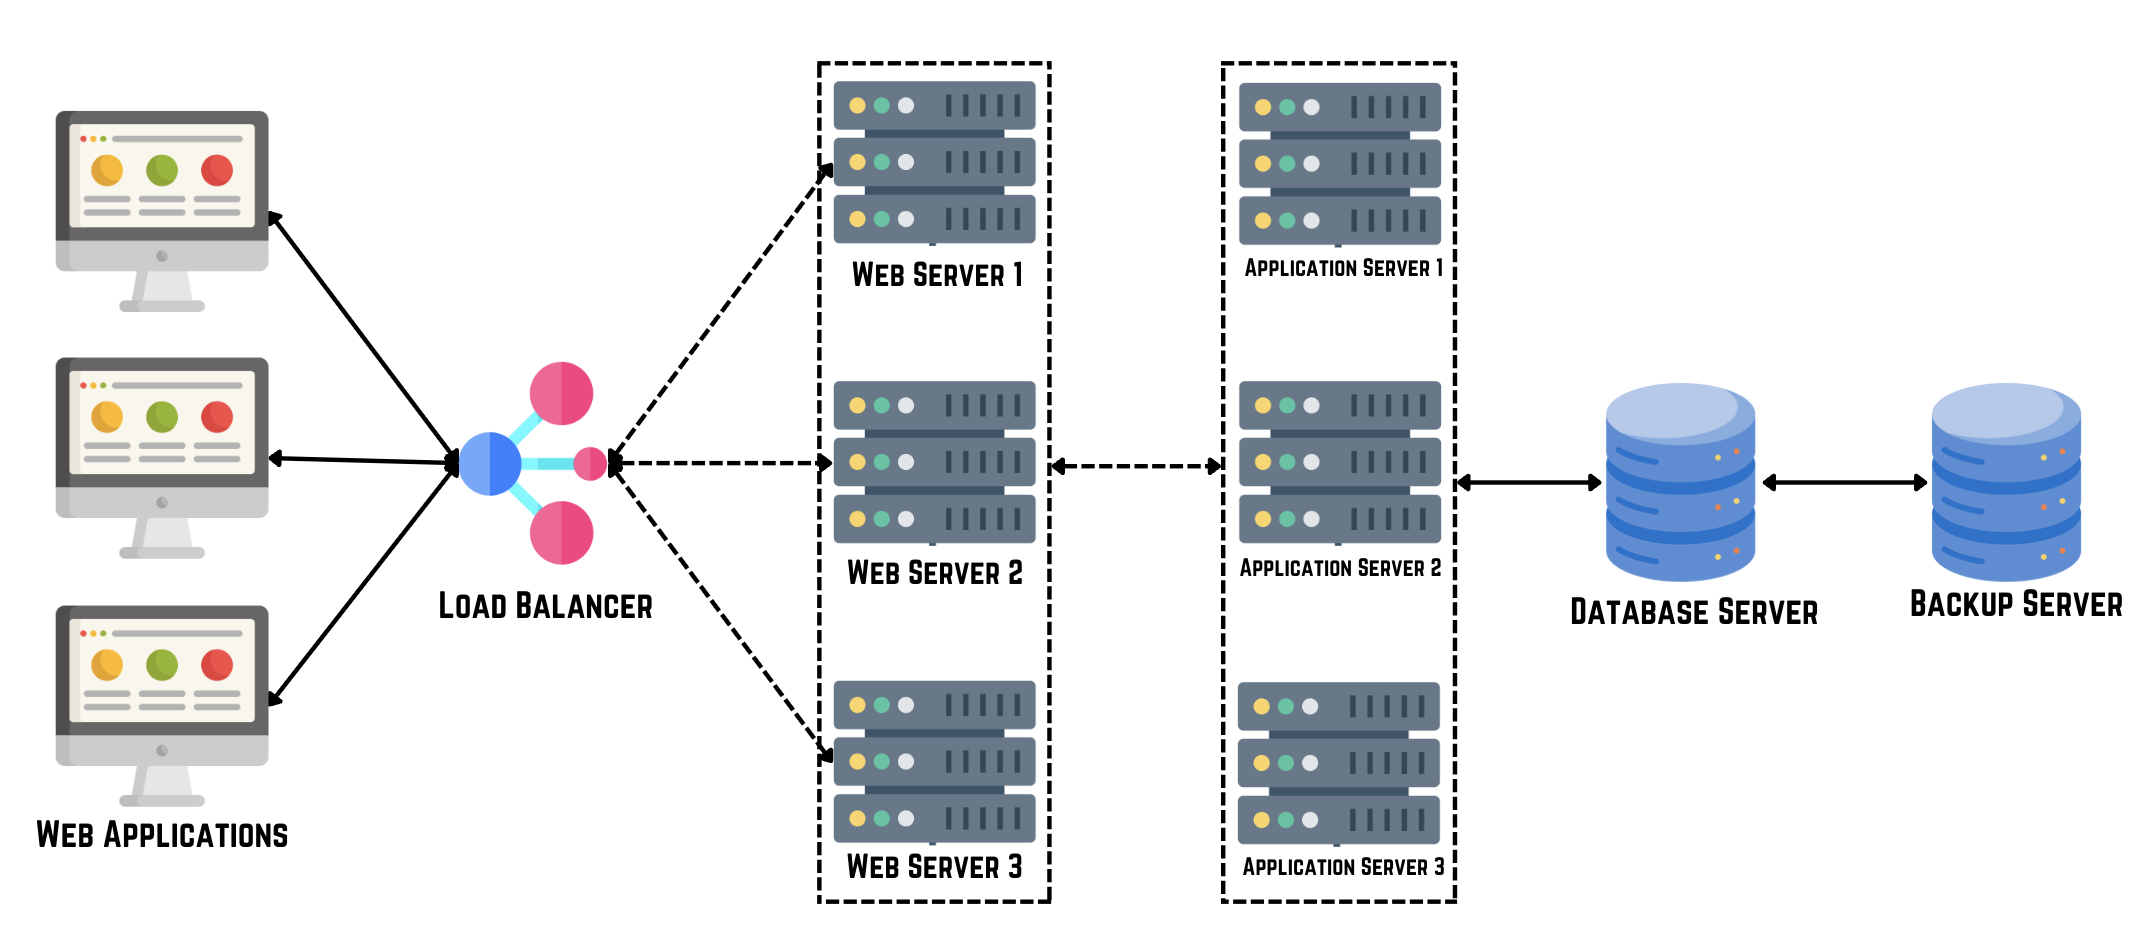 Web Applications
Load Balancer
Web Server 1
Web Server 2
Web Server 3
Application Server 1
Application Server 2
Application Server 3
Database Server
Backup Server